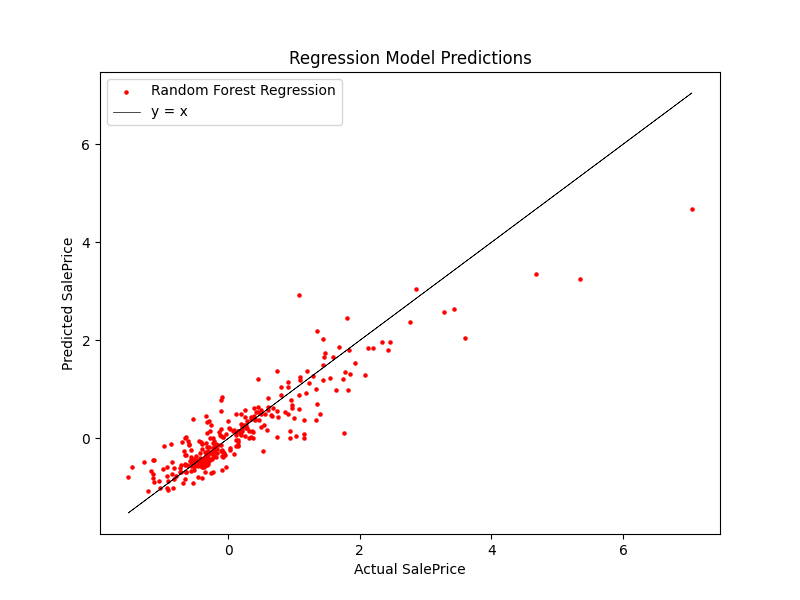 Regression Model Predictions
Random Forest Regression
y = x
6
4
2
0
Predicted SalePrice
0 2 4 6
Actual SalePrice